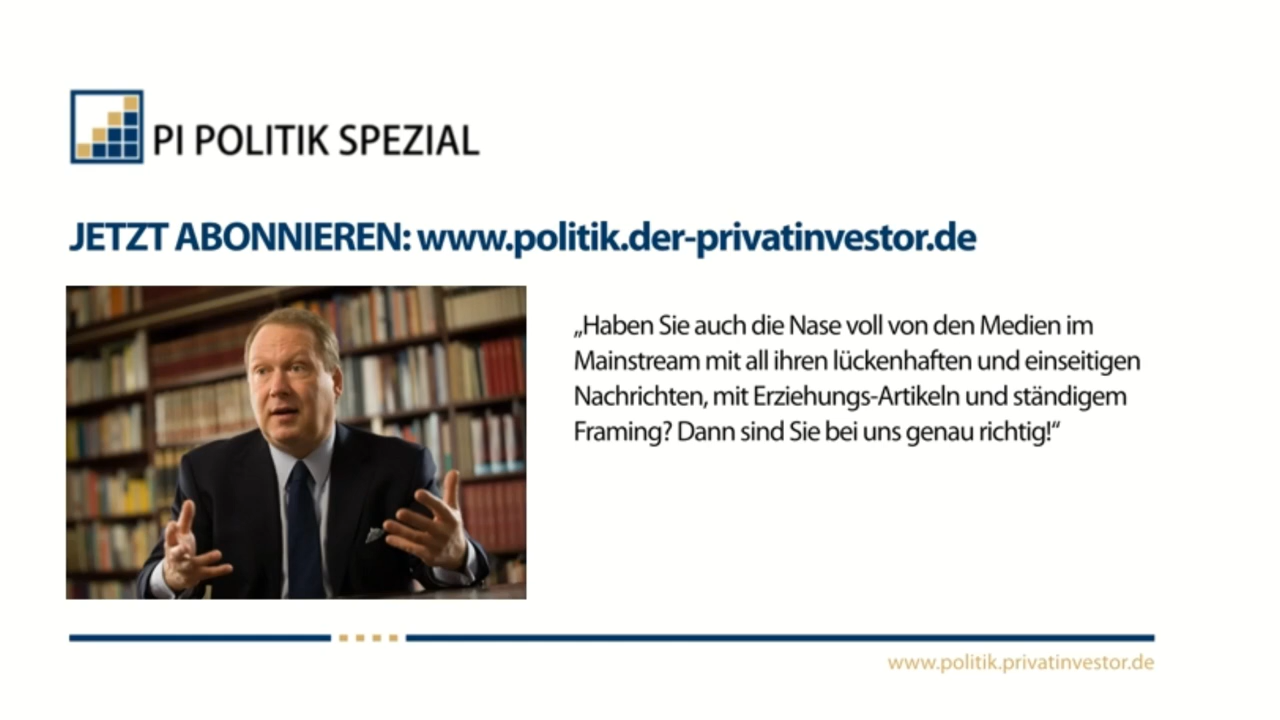 PI POLITIK SPEZIAL
JETZT ABONNIEREN: www.politik.der-privatinvestor.de
„Haben Sie auch die Nase voll von den Medien im
Mainstream mit all ihren lückenhaften und einseitigen
Nachrichten, mit Erziehungs-Artikeln und ständigem
Framing? Dann sind Sie bei uns genau richtig!“
www.politik.privatinvestor.de